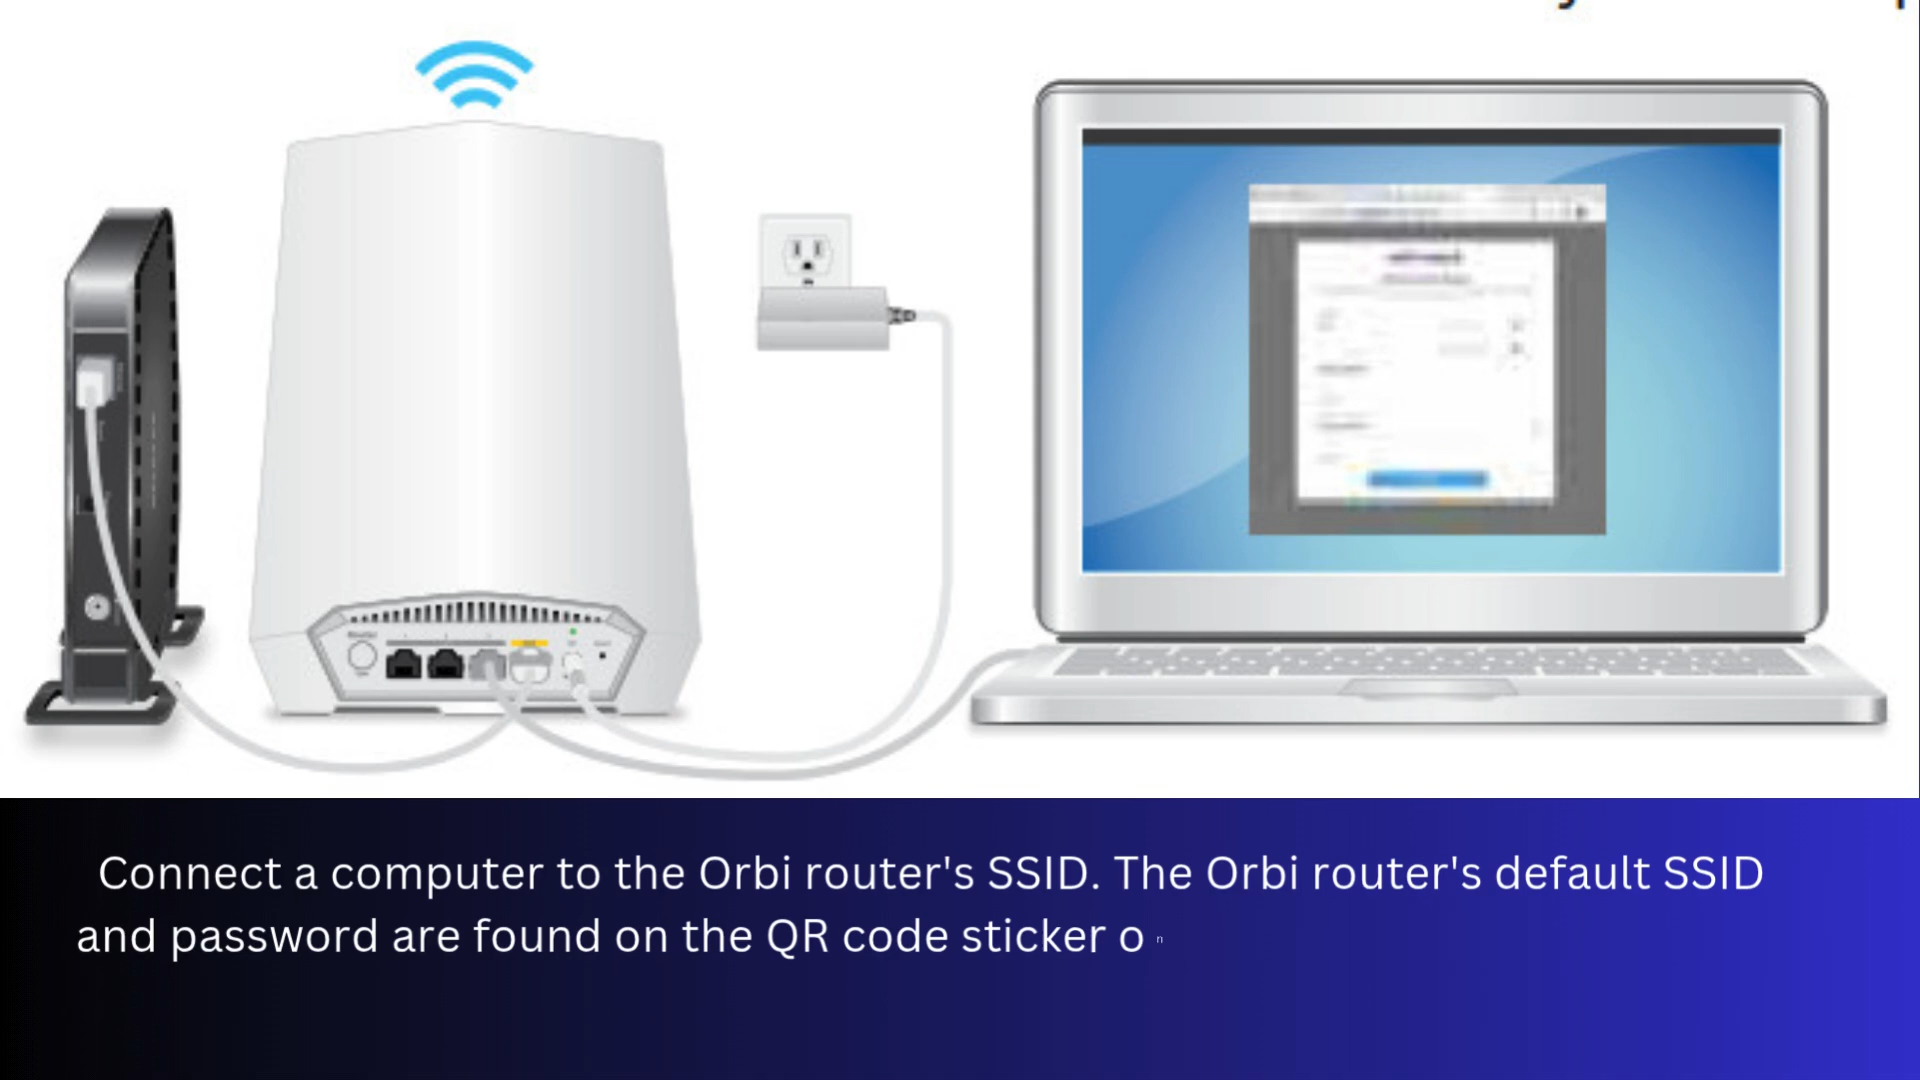 Connect a computer to the Orbi router's SSID. The Orbi router's default SSID
and password are found on the QR code sticker on